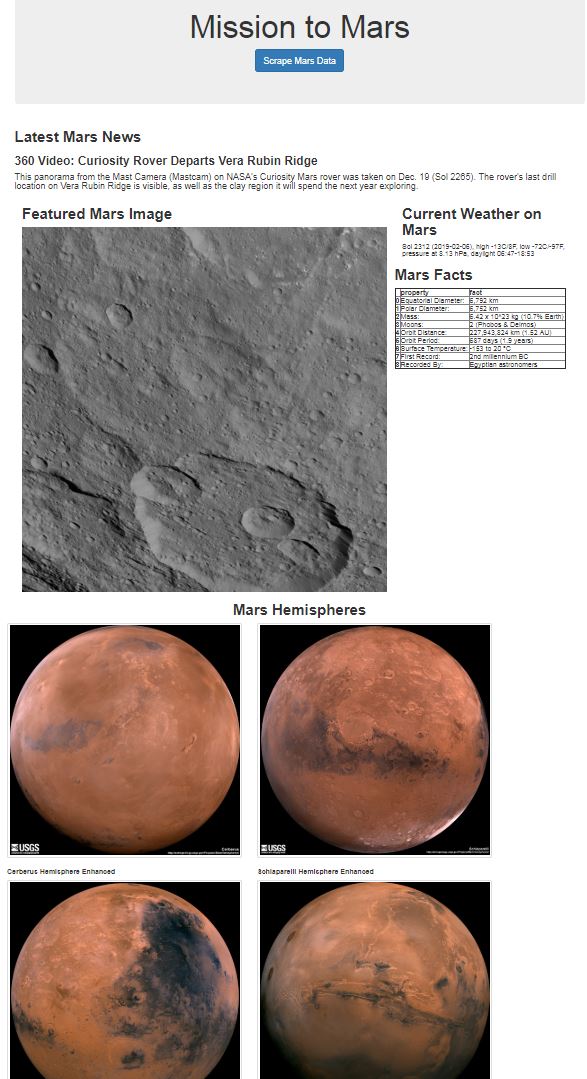 Mission to Mars
Scrape Mars Data
Latest Mars News
360 Video: Curiosity Rover Departs Vera Rubin Ridge
This panorama from the Mast Camera (Mastcam) on NASA's Curiosity Mars rover was taken on Dec. 19 (Sol 2265). The rover's last drill
location on Vera Rubin Ridge is visible, as well as the clay region it will spend the next year exploring.
Featured Mars Image
Current Weather on
Mars
Sol 2312 (2019-02-06), high -13C/8F, low -72C/-97F,
pressure at 8.13 hPa, daylight 06:47-18:53
Mars Facts
property fact
0 Equatorial Diameter: 6,792 km
1 Polar Diameter: 6,752 km
2 Mass: 6.42 x 10^23 kg (10.7% Earth)
3 Moons: 2 (Phobos & Deimos)
4 Orbit Distance: 227,943,824 km (1.52 AU)
5 Orbit Period: 687 days (1.9 years)
6 Surface Temperature: -153 to 20 °C
7 First Record: 2nd millennium BC
8 Recorded By: Egyptian astronomers
Mars Hemispheres
USGS
Cerberus
USGS
Schiaparelli
Cerberus Hemisphere Enhanced
Schiaparelli Hemisphere Enhanced